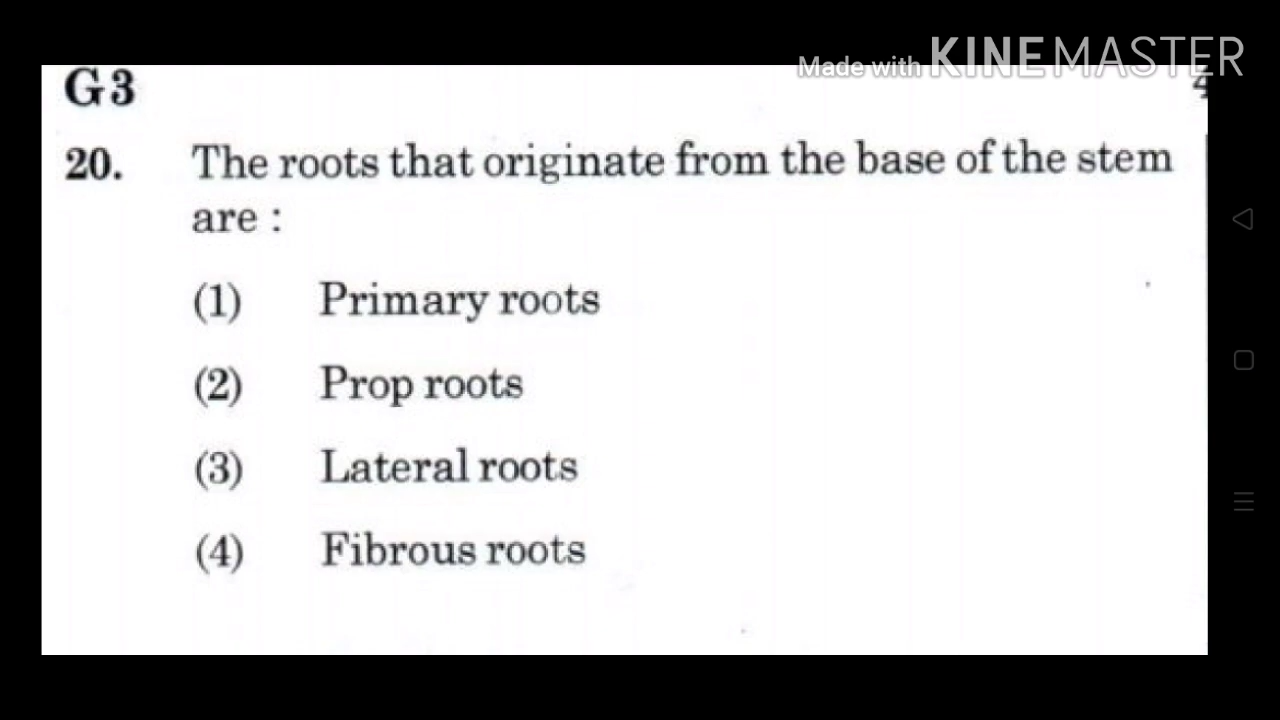 Made with KINEMASTER
G3
20. The roots that originate from the base of the stem
are :
(1) Primary roots
(2) Prop roots
(3) Lateral roots
(4) Fibrous roots